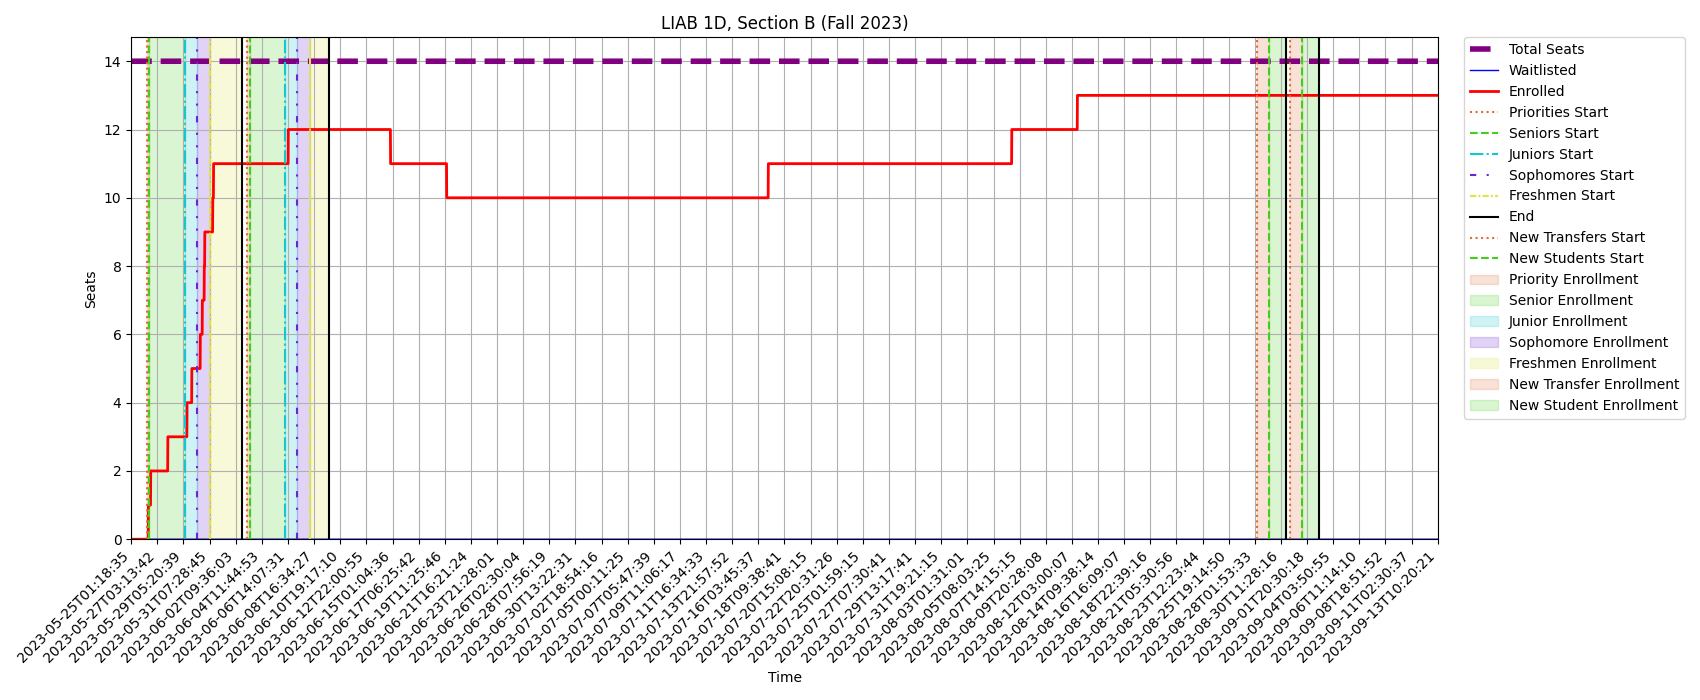 LIAB 1D, Section B (Fall 2023)
Seats
14
12
10
8
6
4
2
0
2023-05-25T01:18:35
2023-05-27T03:13:42
2023-05-29T05:20:39
2023-05-31T07:28:45
2023-06-02T09:36:03
2023-06-04T11:44:53
2023-06-06T14:07:31
2023-06-08T16:34:27
2023-06-10T19:17:10
2023-06-12T22:00:55
2023-06-15T01:04:36
2023-06-17T06:25:42
2023-06-19T11:25:46
2023-06-21T16:21:24
2023-06-23T21:28:01
2023-06-26T02:30:04
2023-06-28T07:56:19
2023-06-30T13:22:31
2023-07-02T18:54:16
2023-07-05T00:11:25
2023-07-07T05:47:39
2023-07-09T11:06:17
2023-07-11T16:34:33
2023-07-13T21:57:52
2023-07-16T03:45:37
2023-07-18T09:38:41
2023-07-20T15:08:15
2023-07-22T20:31:26
2023-07-25T01:59:15
2023-07-27T07:30:41
2023-07-29T13:17:41
2023-07-31T19:21:15
2023-08-03T01:31:01
2023-08-05T08:03:25
2023-08-07T14:15:15
2023-08-09T20:28:08
2023-08-12T03:00:07
2023-08-14T09:38:14
2023-08-16T16:09:07
2023-08-18T22:39:16
2023-08-21T05:30:56
2023-08-23T12:23:44
2023-08-25T19:14:50
2023-08-28T01:53:33
2023-08-30T11:28:16
2023-09-01T20:30:18
2023-09-04T03:50:55
2023-09-06T11:14:10
2023-09-08T18:51:52
2023-09-11T02:30:37
2023-09-13T10:20:21
Time
Total Seats
Waitlisted
Enrolled
Priorities Start
Seniors Start
Juniors Start
Sophomores Start
Freshmen Start
End
New Transfers Start
New Students Start
Priority Enrollment
Senior Enrollment
Junior Enrollment
Sophomore Enrollment
Freshmen Enrollment
New Transfer Enrollment
New Student Enrollment